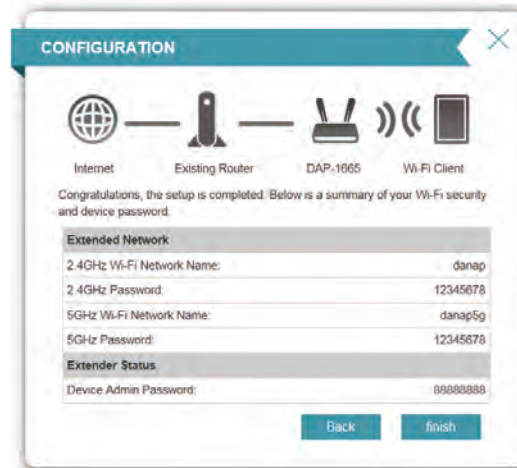 CONFIGURATION
Internet Existing Router DAP-1665 Wi-Fi Client
Congratulations, the setup is completed. Below is a summary of your Wi-Fi security
and device password.
Extended Network
2.4GHz Wi-Fi Network Name: danap
2.4GHz Password: 12345678
5GHz Wi-Fi Network Name: danap5g
5GHz Password: 12345678
Extender Status
Device Admin Password: 88888888
Back finish